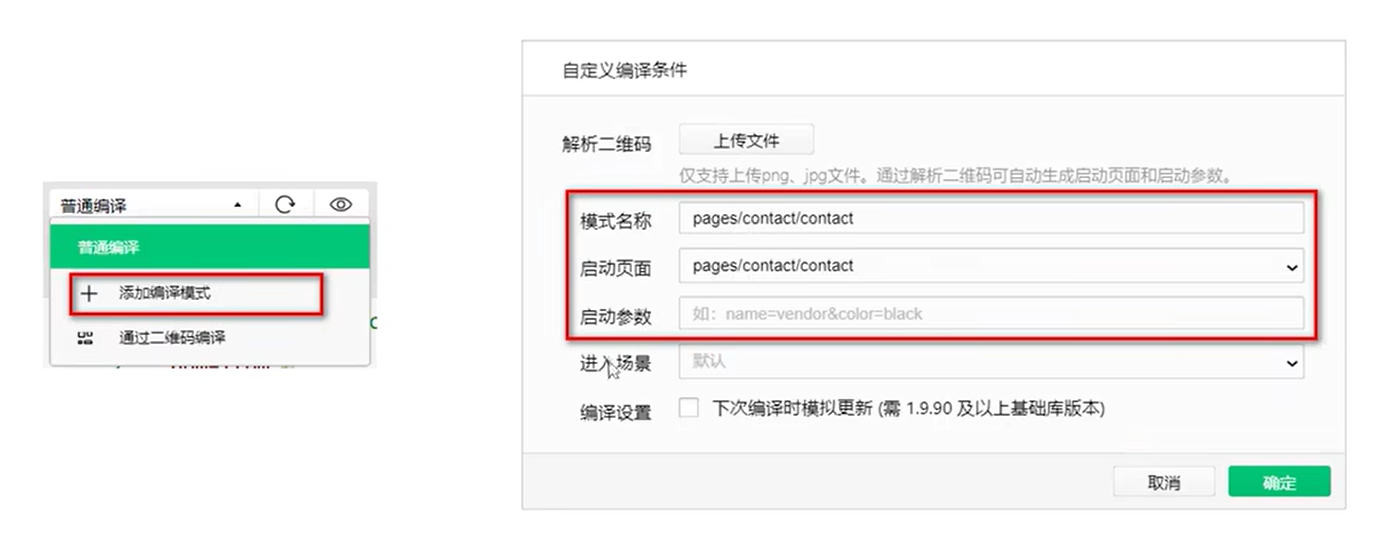 普通编译
普通编译
添加编译模式
通过二维码编译
自定义编译条件
解析二维码 上传文件
仅支持上传png、jpg文件。通过解析二维码可自动生成启动页面和启动参数。
模式名称 pages/contact/contact
启动页面 pages/contact/contact
启动参数 如：name=vendor&color=black
进入场景 默认
编译设置 下次编译时模拟更新 (需 1.9.90 及以上基础库版本)
取消 确定